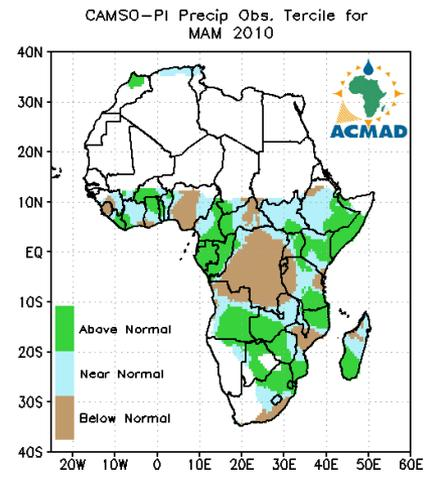 CAMSO-PI Precip Obs. Tercile for
MAM 2010
40N
30N
20N
10N
EQ
10S
20S
30S
40S
ACMAD
Above Normal
Near Normal
Below Normal
20W 10W 0 10E 20E 30E 40E 50E 60E